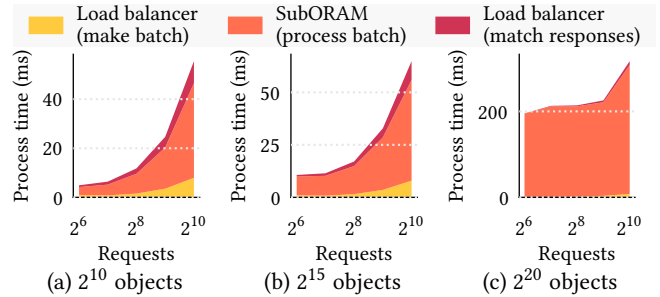 Load balancer (make batch)
SubORAM (process batch)
Load balancer (match responses)
Process time (ms)
40
20
0
2^6 2^8 2^10
Requests
(a) 2^10 objects
Process time (ms)
50
25
0
2^6 2^8 2^10
Requests
(b) 2^15 objects
Process time (ms)
200
0
2^6 2^8 2^10
Requests
(c) 2^20 objects